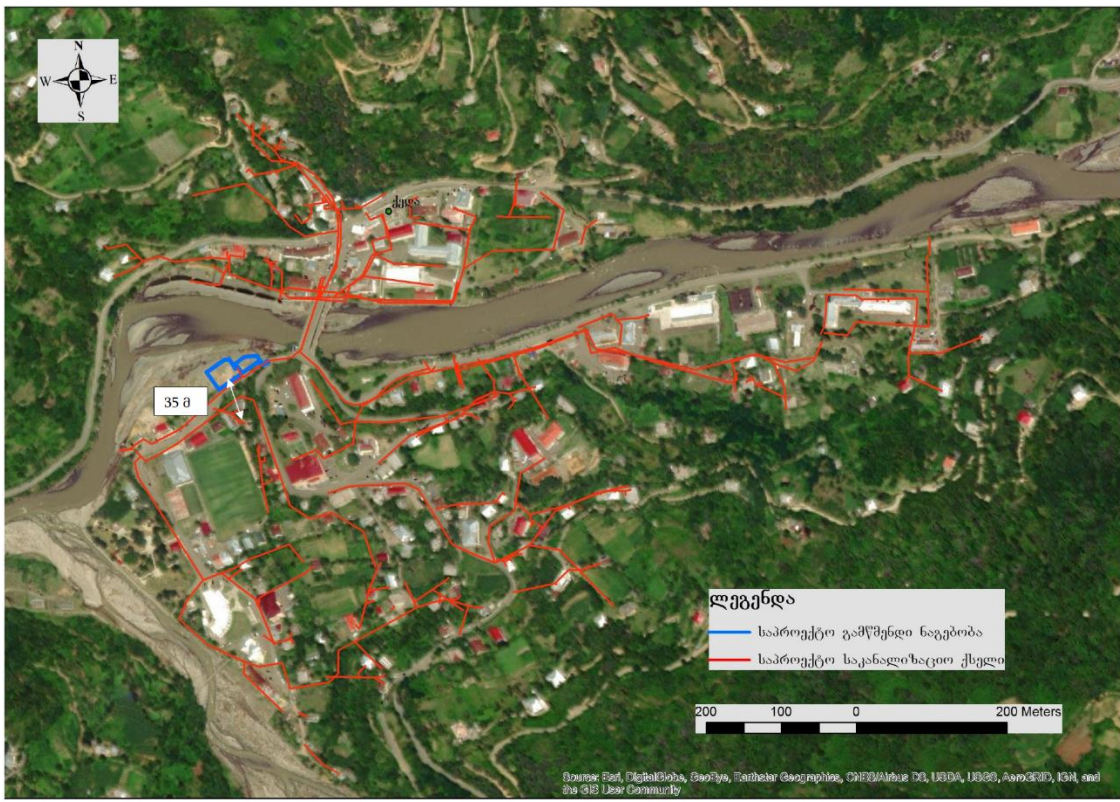 N
W E
S
ქედა
35 მ
ლეგენდა
საპროექტო გამწმენდი ნაგებობა
საპროექტო საკანალიზაციო ქსელი
200 100 0 200 Meters
Source: Esri, DigitalGlobe, GeoEye, Earthstar Geographics, CNES/Airbus DS, USDA, USGS, AeroGRID, IGN, and
the GIS User Community